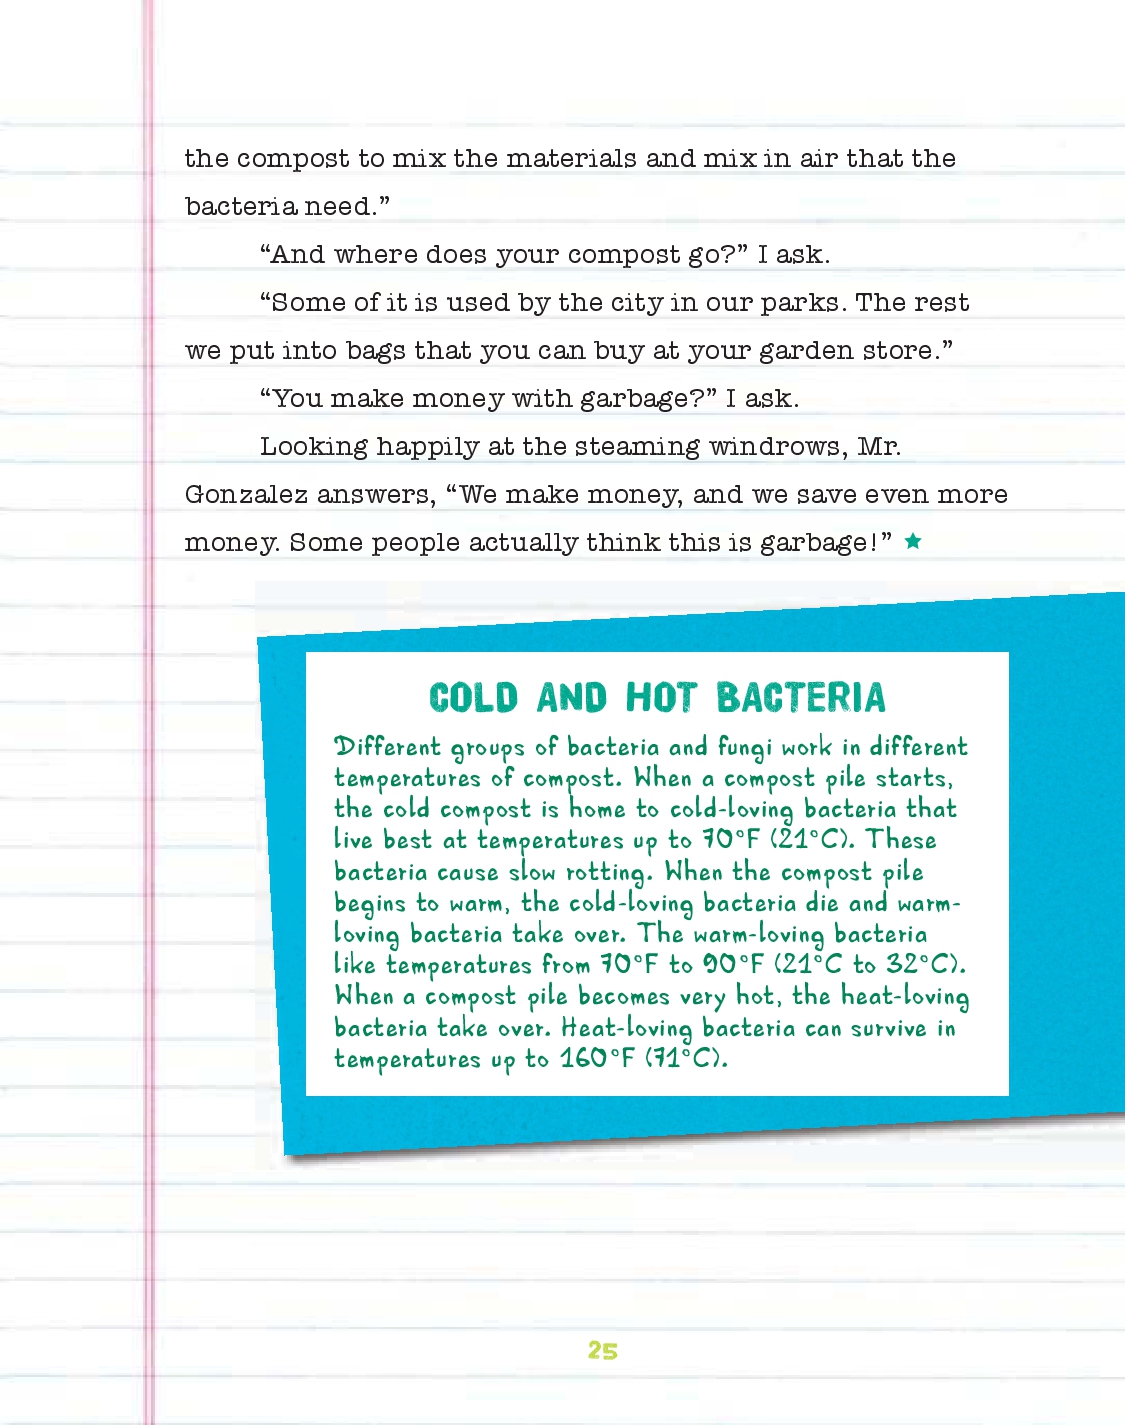 the compost to mix the materials and mix in air that the
bacteria need.”
“And where does your compost go?” I ask.
“Some of it is used by the city in our parks. The rest
we put into bags that you can buy at your garden store.”
“You make money with garbage?” I ask.
Looking happily at the steaming windrows, Mr.
Gonzalez answers, “We make money, and we save even more
money. Some people actually think this is garbage!” ★
COLD AND HOT BACTERIA
Different groups of bacteria and fungi work in different
temperatures of compost. When a compost pile starts,
the cold compost is home to cold-loving bacteria that
live best at temperatures up to 70°F (21°C). These
bacteria cause slow rotting. When the compost pile
begins to warm, the cold-loving bacteria die and warm-
loving bacteria take over. The warm-loving bacteria
like temperatures from 70°F to 90°F (21°C to 32°C).
When a compost pile becomes very hot, the heat-loving
bacteria take over. Heat-loving bacteria can survive in
temperatures up to 160°F (71°C).
25